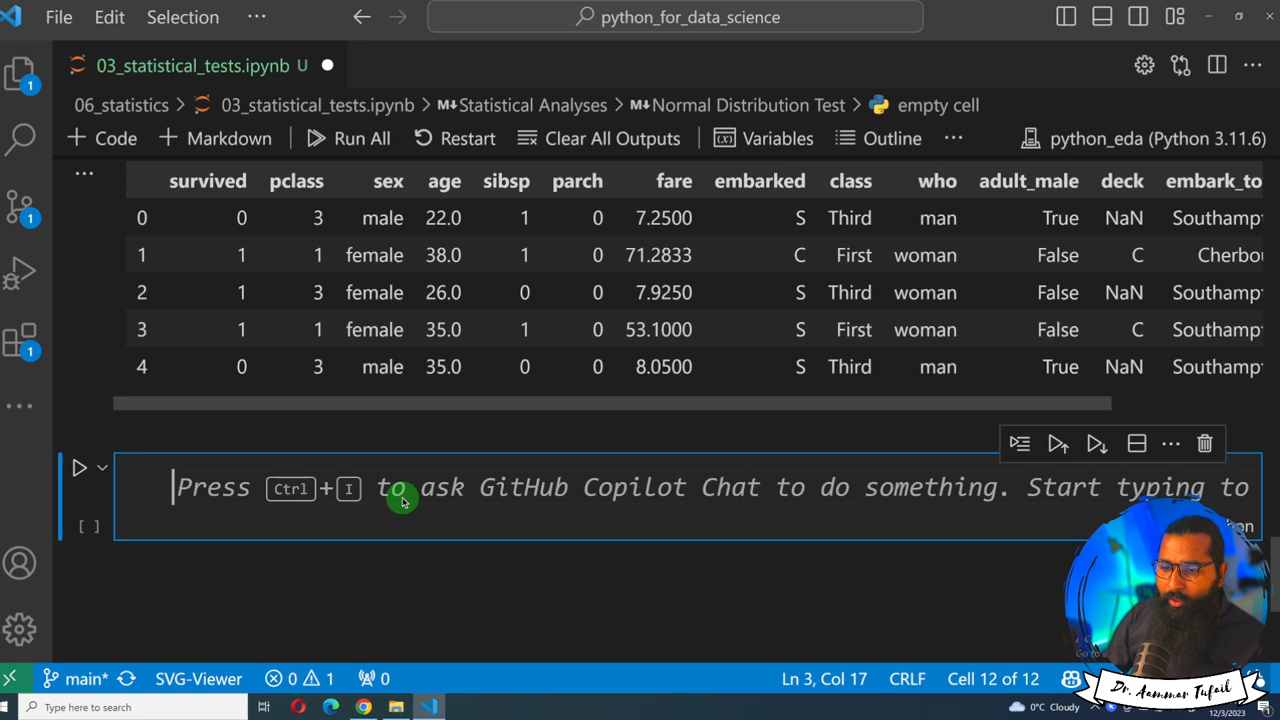 File Edit Selection ··· python_for_data_science
03_statistical_tests.ipynb U
06_statistics > 03_statistical_tests.ipynb > M↓Statistical Analyses > M↓Normal Distribution Test > empty cell
+ Code + Markdown Run All Restart Clear All Outputs Variables Outline ··· python_eda (Python 3.11.6)
··· survived pclass sex age sibsp parch fare embarked class who adult_male deck embark_to
0 0 3 male 22.0 1 0 7.2500 S Third man True NaN Southamp
1 1 1 female 38.0 1 0 71.2833 C First woman False C Cherbo
2 1 3 female 26.0 0 0 7.9250 S Third woman False NaN Southamp
3 1 1 female 35.0 1 0 53.1000 S First woman False C Southamp
4 0 3 male 35.0 0 0 8.0500 S Third man True NaN Southamp
Press Ctrl+I to ask GitHub Copilot Chat to do something. Start typing to
[ ]
main* SVG-Viewer 0 1 0 Ln 3, Col 17 CRLF Cell 12 of 12
Dr. Aammar Tufail
Type here to search 0°C Cloudy 12/3/2023